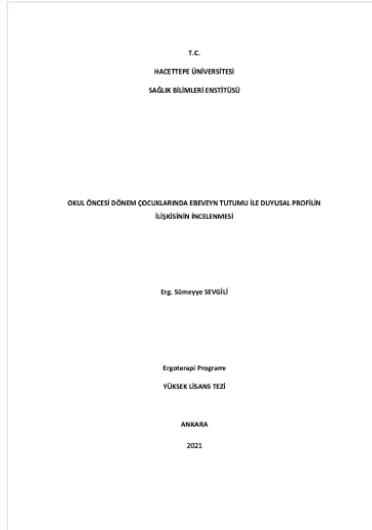 T.C.
HACETTEPE ÜNİVERSİTESİ
SAĞLIK BİLİMLERİ ENSTİTÜSÜ
OKUL ÖNCESİ DÖNEM ÇOCUKLARINDA EBEVEYN TUTUMU İLE DUYUSAL PROFİLİN
İLİŞKİSİNİN İNCELENMESİ
Erg. Sümeyye SEVGİLİ
Ergoterapi Programı
YÜKSEK LİSANS TEZİ
ANKARA
2021